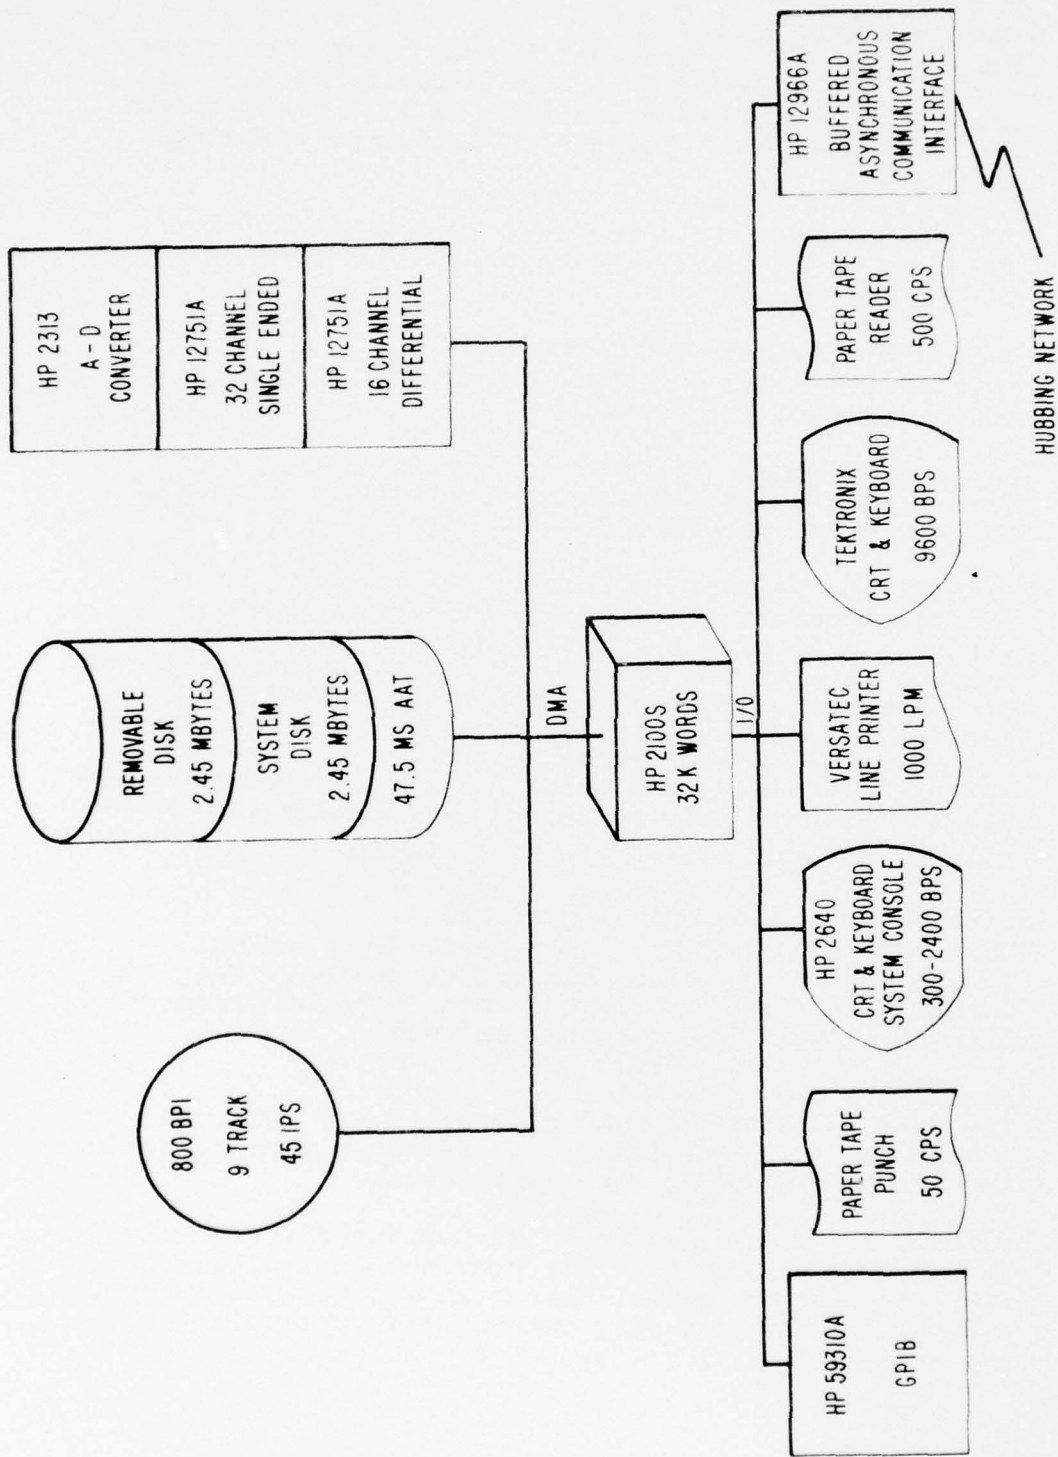 800 BPI
9 TRACK
45 IPS
REMOVABLE
DISK
2.45 MBYTES
SYSTEM
DISK
2.45 MBYTES
47.5 MS AAT
HP 2313
A-D
CONVERTER
HP 12751A
32 CHANNEL
SINGLE ENDED
HP 12751A
16 CHANNEL
DIFFERENTIAL
DMA
HP 2100S
32K WORDS
I/O
HP 59310A
GPIB
PAPER TAPE
PUNCH
50 CPS
HP 2640
CRT & KEYBOARD
SYSTEM CONSOLE
300-2400 BPS
VERSATEC
LINE PRINTER
1000 LPM
TEKTRONIX
CRT & KEYBOARD
9600 BPS
PAPER TAPE
READER
500 CPS
HP 12966A
BUFFERED
ASYNCHRONOUS
COMMUNICATION
INTERFACE
HUBBING NETWORK